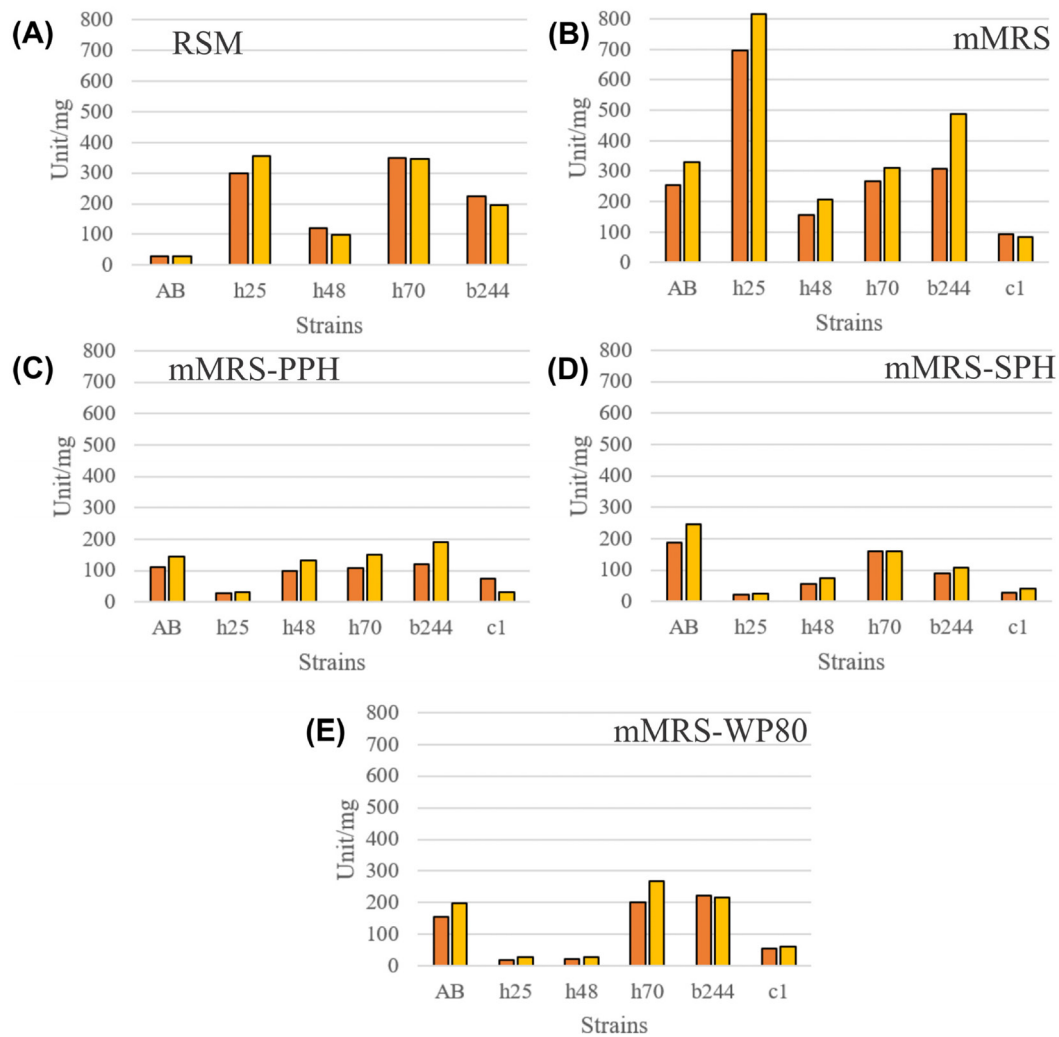 (A)
RSM
Unit/mg
800
700
600
500
400
300
200
100
0
AB h25 h48 h70 b244
Strains
(B)
mMRS
Unit/mg
800
700
600
500
400
300
200
100
0
AB h25 h48 h70 b244 c1
Strains
(C)
mMRS-PPH
Unit/mg
800
700
600
500
400
300
200
100
0
AB h25 h48 h70 b244 c1
Strains
(D)
mMRS-SPH
Unit/mg
800
700
600
500
400
300
200
100
0
AB h25 h48 h70 b244 c1
Strains
(E)
mMRS-WP80
Unit/mg
800
700
600
500
400
300
200
100
0
AB h25 h48 h70 b244 c1
Strains